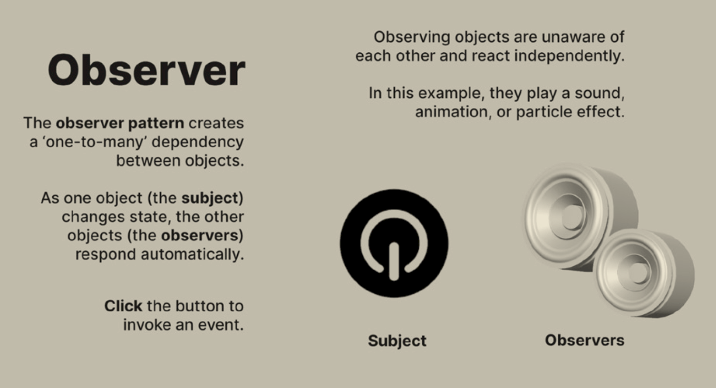 Observer
The observer pattern creates
a ‘one-to-many’ dependency
between objects.
As one object (the subject)
changes state, the other
objects (the observers)
respond automatically.
Click the button to
invoke an event.
Observing objects are unaware of
each other and react independently.
In this example, they play a sound,
animation, or particle effect.
Subject
Observers